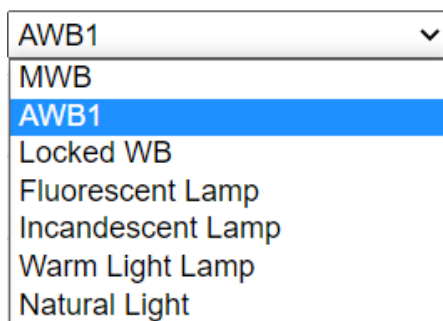 AWB1
MWB
AWB1
Locked WB
Fluorescent Lamp
Incandescent Lamp
Warm Light Lamp
Natural Light